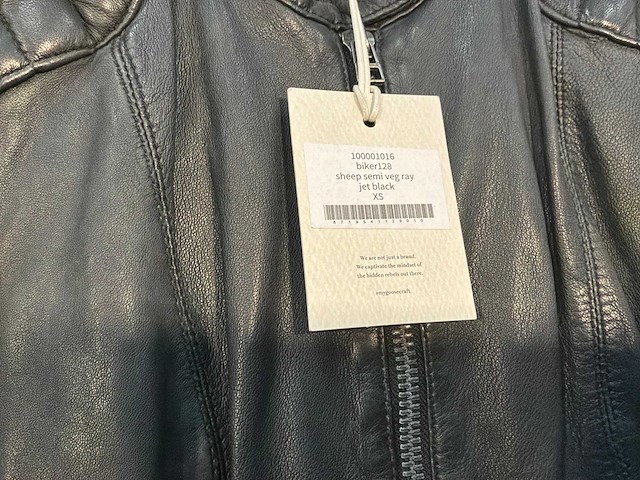 100001016
biker128
sheep semi veg ray
jet black
XS
We are not just a brand.
We captivate the mindset of
the hidden rebels out there.
easygoosecraft.